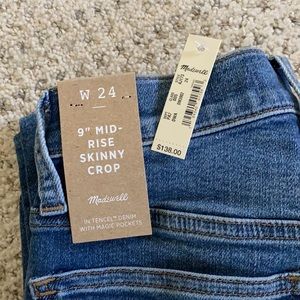 W 24
9" MID-
RISE
SKINNY
CROP
Madewell
IN TENCEL™ DENIM
WITH MAGIC POCKETS
Madewell
$138.00